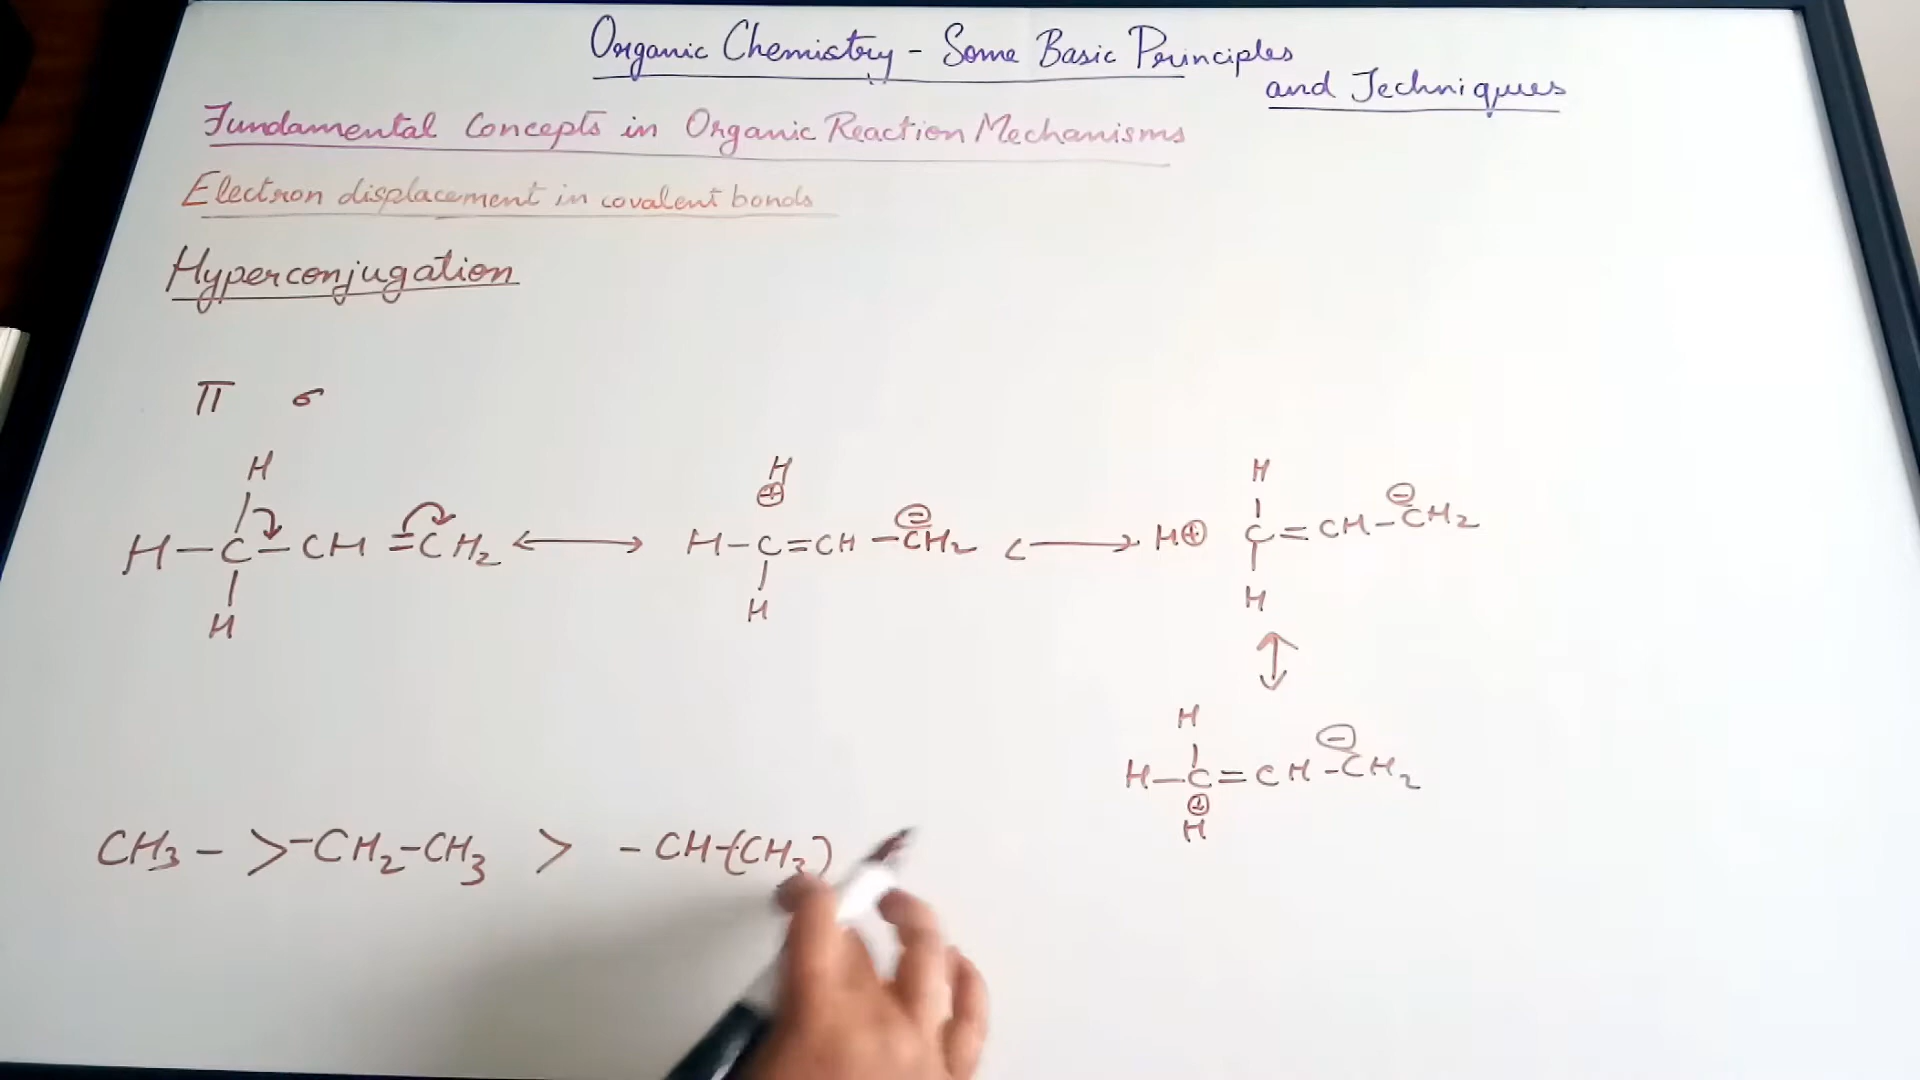 Organic Chemistry - Some Basic Principles
and Techniques
Fundamental Concepts in Organic Reaction Mechanisms
Electron displacement in covalent bonds
Hyperconjugation
π σ
H
H-C-CH=CH₂ ⟷
H
H
⊕
H-C=CH-CH₂ ⟷
⊖
H
H
H⊕ C=CH-CH₂
⊖
H
↕
H
H-C=CH-CH₂
⊖
⊕
H
CH₃- > -CH₂-CH₃ > -CH-(CH₃)